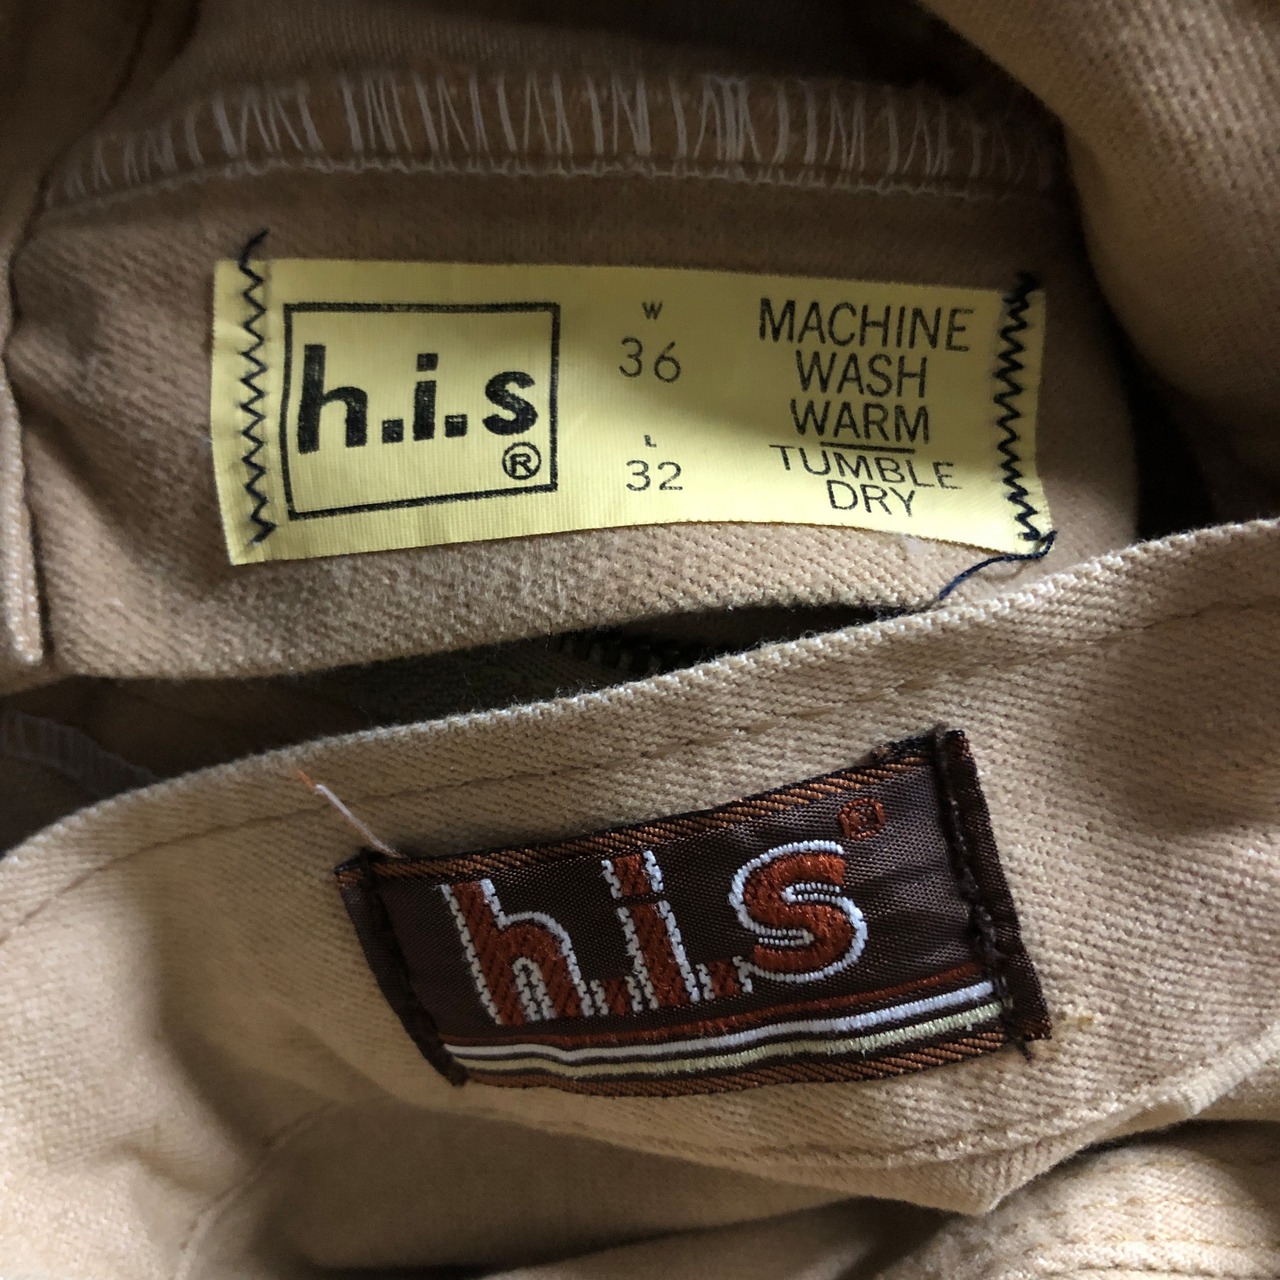 h.i.s
®
W
36
L
32
MACHINE
WASH
WARM
TUMBLE
DRY
h.i.s®